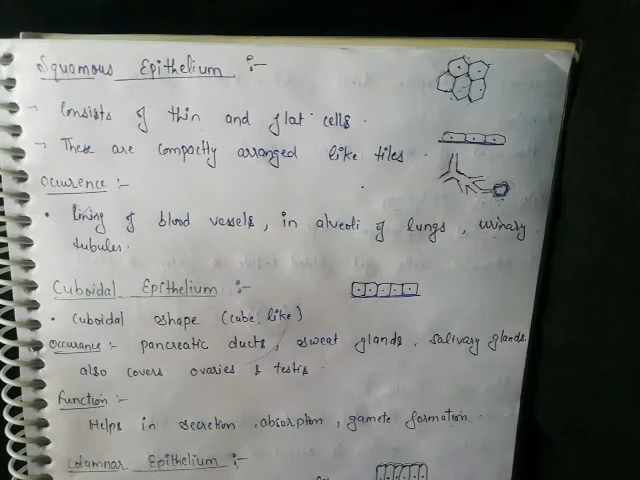 Squamous Epithelium :-
→ Consists of thin and flat cells.
→ These are compactly arranged like tiles.
Occurence :-
• Lining of blood vessels, in alveoli of lungs, urinary
tubules.
Cuboidal Epithelium :-
• Cuboidal shape (cube like)
Occurance :- pancreatic ducts, sweat glands, salivary glands
also covers ovaries & testis.
Function :-
Helps in secretion, absorption, gamete formation.
Columnar Epithelium :-